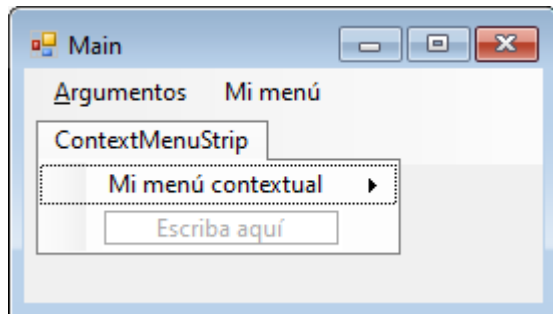 Main
Argumentos Mi menú
ContextMenuStrip
Mi menú contextual
Escriba aquí